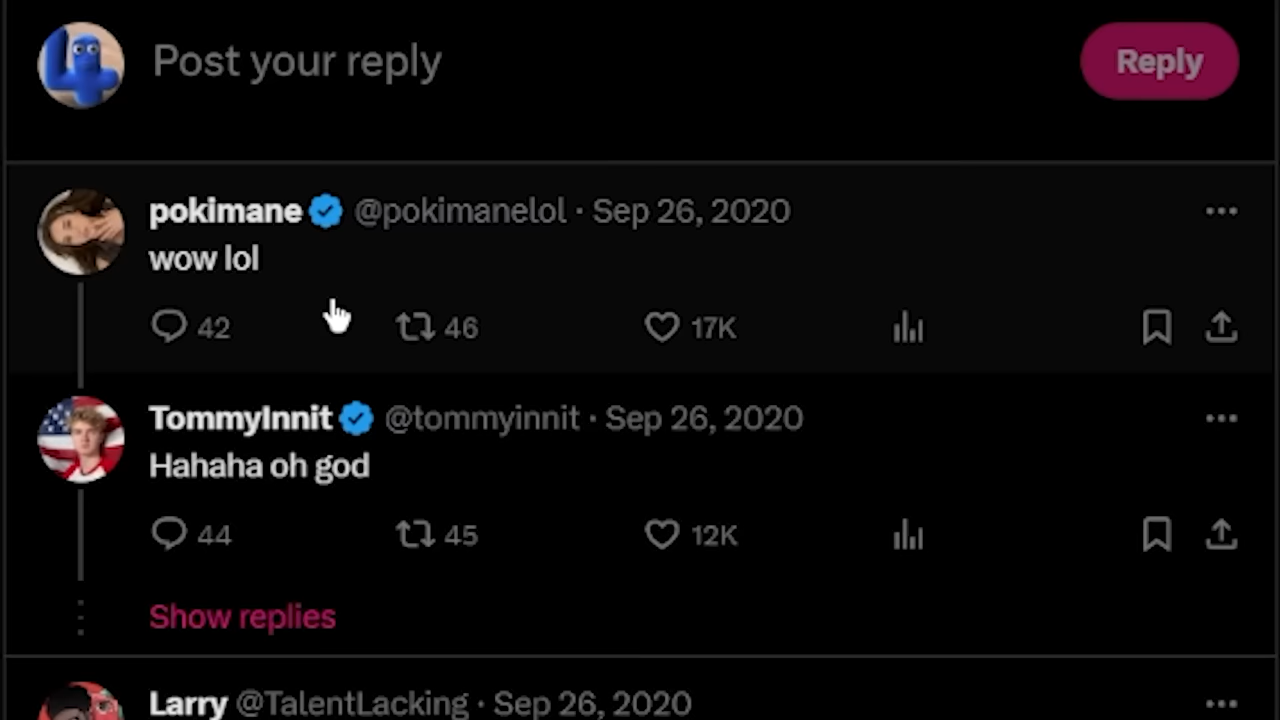 Post your reply
Reply
pokimane @pokimanelol · Sep 26, 2020
wow lol
42 46 17K
TommyInnit @tommyinnit · Sep 26, 2020
Hahaha oh god
44 45 12K
Show replies
Larry @TalentLacking · Sep 26, 2020